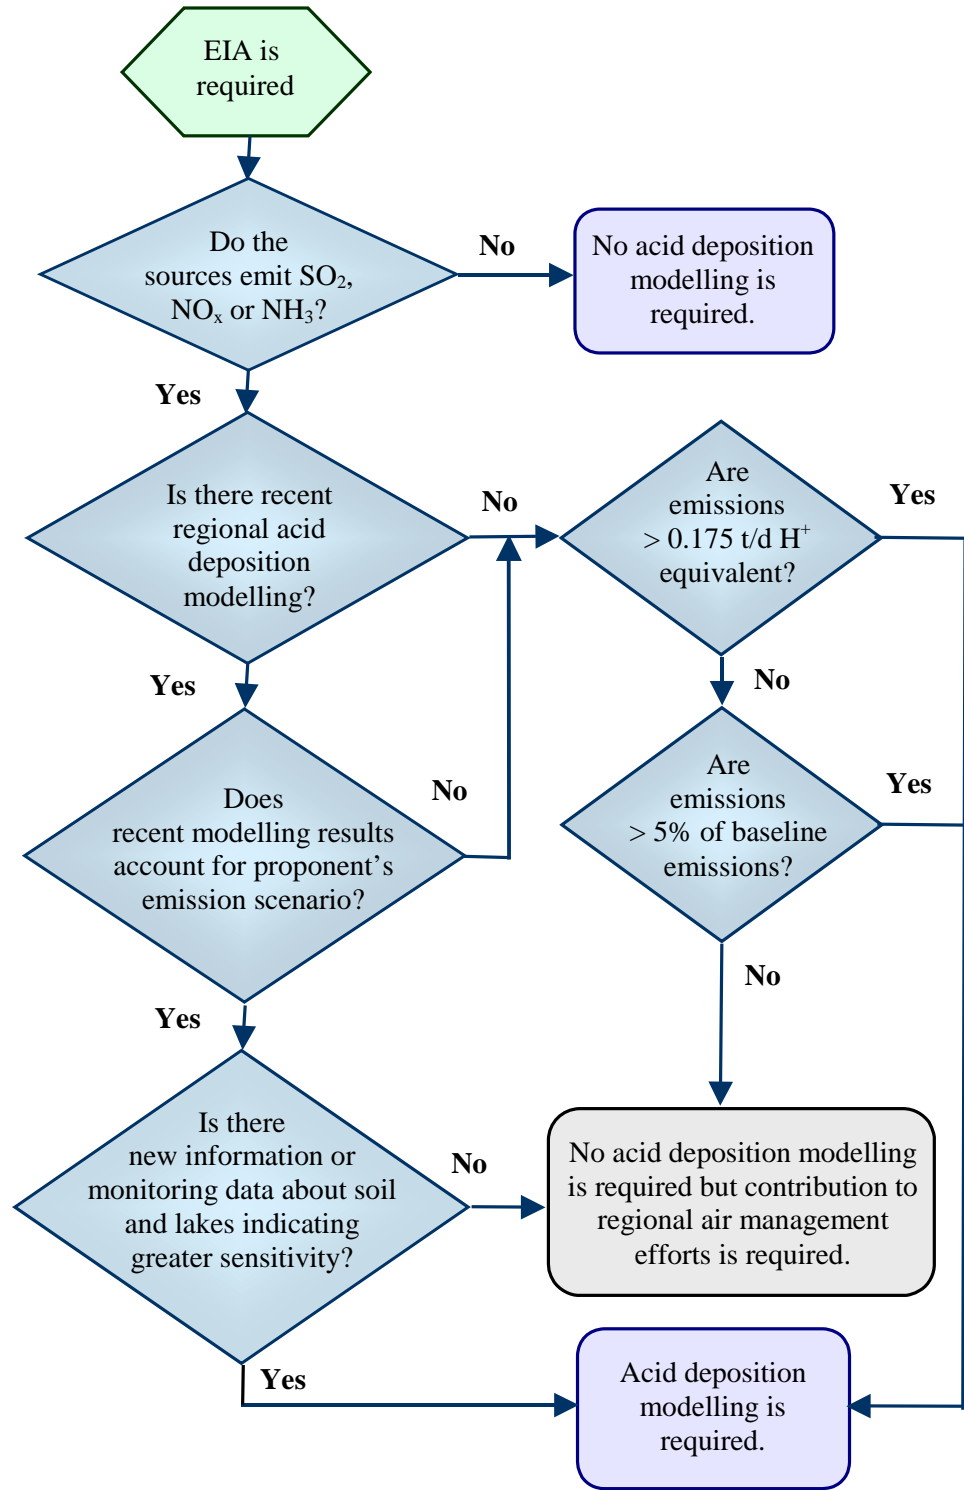 EIA is
required
Do the
sources emit SO₂,
NOₓ or NH₃?
No
No acid deposition
modelling is
required.
Yes
Is there recent
regional acid
deposition
modelling?
No
Are
emissions
> 0.175 t/d H⁺
equivalent?
Yes
Yes
No
Does
recent modelling results
account for proponent’s
emission scenario?
No
Are
emissions
> 5% of baseline
emissions?
Yes
Yes
No
Is there
new information or
monitoring data about soil
and lakes indicating
greater sensitivity?
No
No acid deposition modelling
is required but contribution to
regional air management
efforts is required.
Yes
Acid deposition
modelling is
required.